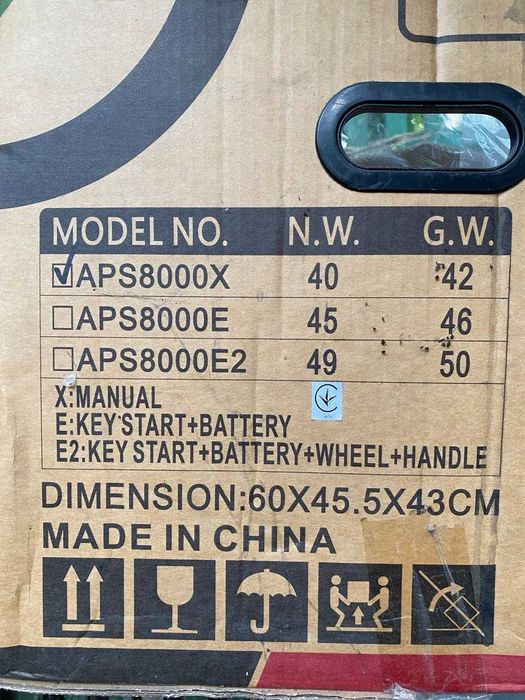 MODEL NO. N.W. G.W.
APS8000X 40 42
APS8000E 45 46
APS8000E2 49 50
X:MANUAL
E:KEY START+BATTERY
E2:KEY START+BATTERY+WHEEL+HANDLE
DIMENSION:60X45.5X43CM
MADE IN CHINA